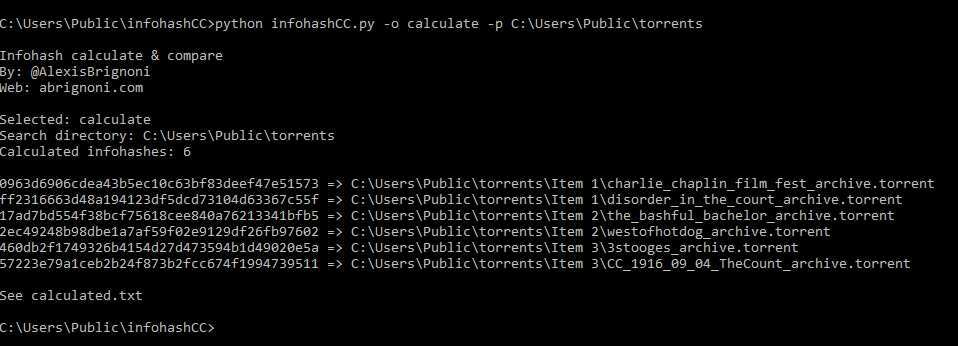 C:\Users\Public\infohashCC>python infohashCC.py -o calculate -p C:\Users\Public\torrents
Infohash calculate & compare
By: @AlexisBrignoni
Web: abrignoni.com
Selected: calculate
Search directory: C:\Users\Public\torrents
Calculated infohashes: 6
0963d6906cdea43b5ec10c63bf83deef47e51573 => C:\Users\Public\torrents\Item 1\charlie_chaplin_film_fest_archive.torrent
ff2316663d48a194123df5dcd73104d63367c55f => C:\Users\Public\torrents\Item 1\disorder_in_the_court_archive.torrent
17ad7bd554f38bcf75618cee840a76213341bfb5 => C:\Users\Public\torrents\Item 2\the_bashful_bachelor_archive.torrent
2ec49248b98dbe1a7af59f02e9129df26fb97602 => C:\Users\Public\torrents\Item 2\westofhotdog_archive.torrent
460db2f1749326b4154d27d473594b1d49020e5a => C:\Users\Public\torrents\Item 3\3stooges_archive.torrent
57223e79a1ceb2b24f873b2fcc674f1994739511 => C:\Users\Public\torrents\Item 3\CC_1916_09_04_TheCount_archive.torrent
See calculated.txt
C:\Users\Public\infohashCC>